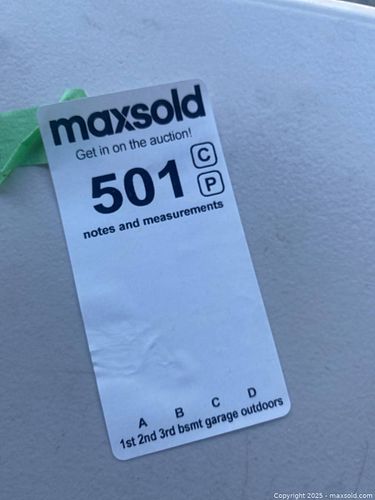 maxsold
Get in on the auction!
501
C
P
notes and measurements
A B C D
1st 2nd 3rd bsmt garage outdoors
Copyright 2025 - maxsold.com